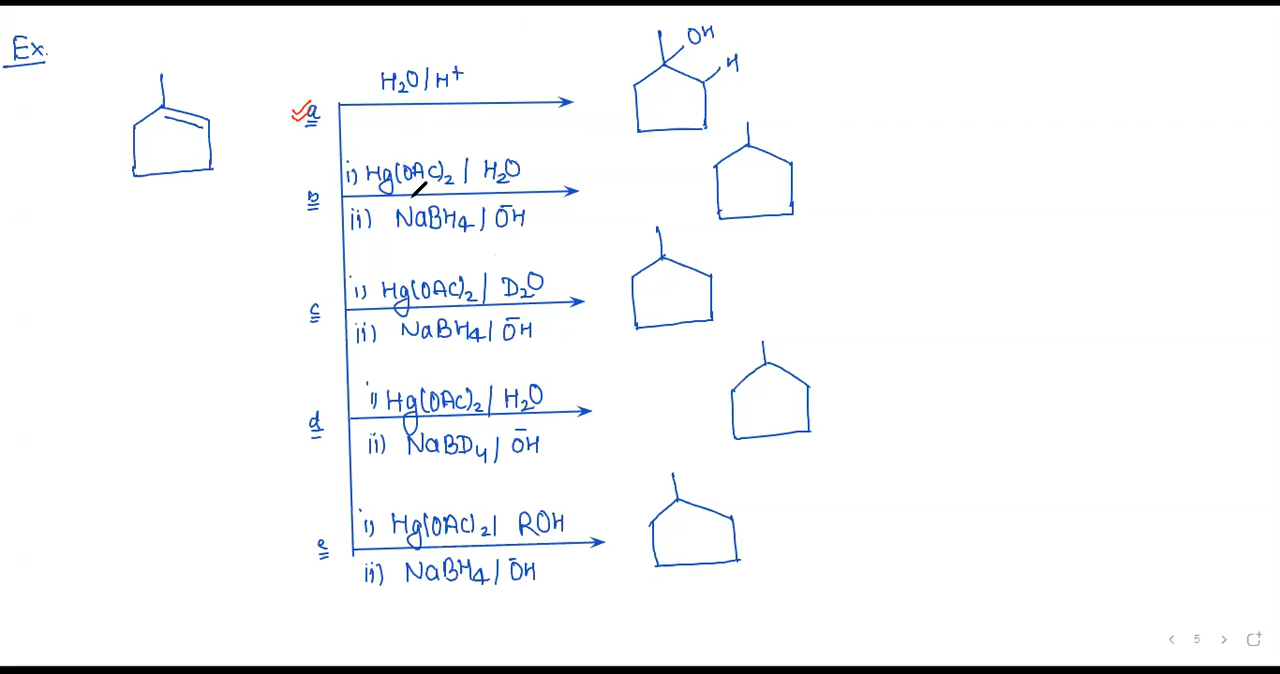 Ex.
OH
H
a H₂O/H⁺
i) Hg(OAC)₂ | H₂O
b
ii) NaBH₄ | ŌH
i) Hg(OAC)₂ | D₂O
c
ii) NaBH₄ | ŌH
i) Hg(OAC)₂ | H₂O
d
ii) NaBD₄ | ŌH
i) Hg(OAC)₂ | ROH
e
ii) NaBH₄ | ŌH
< 5 >